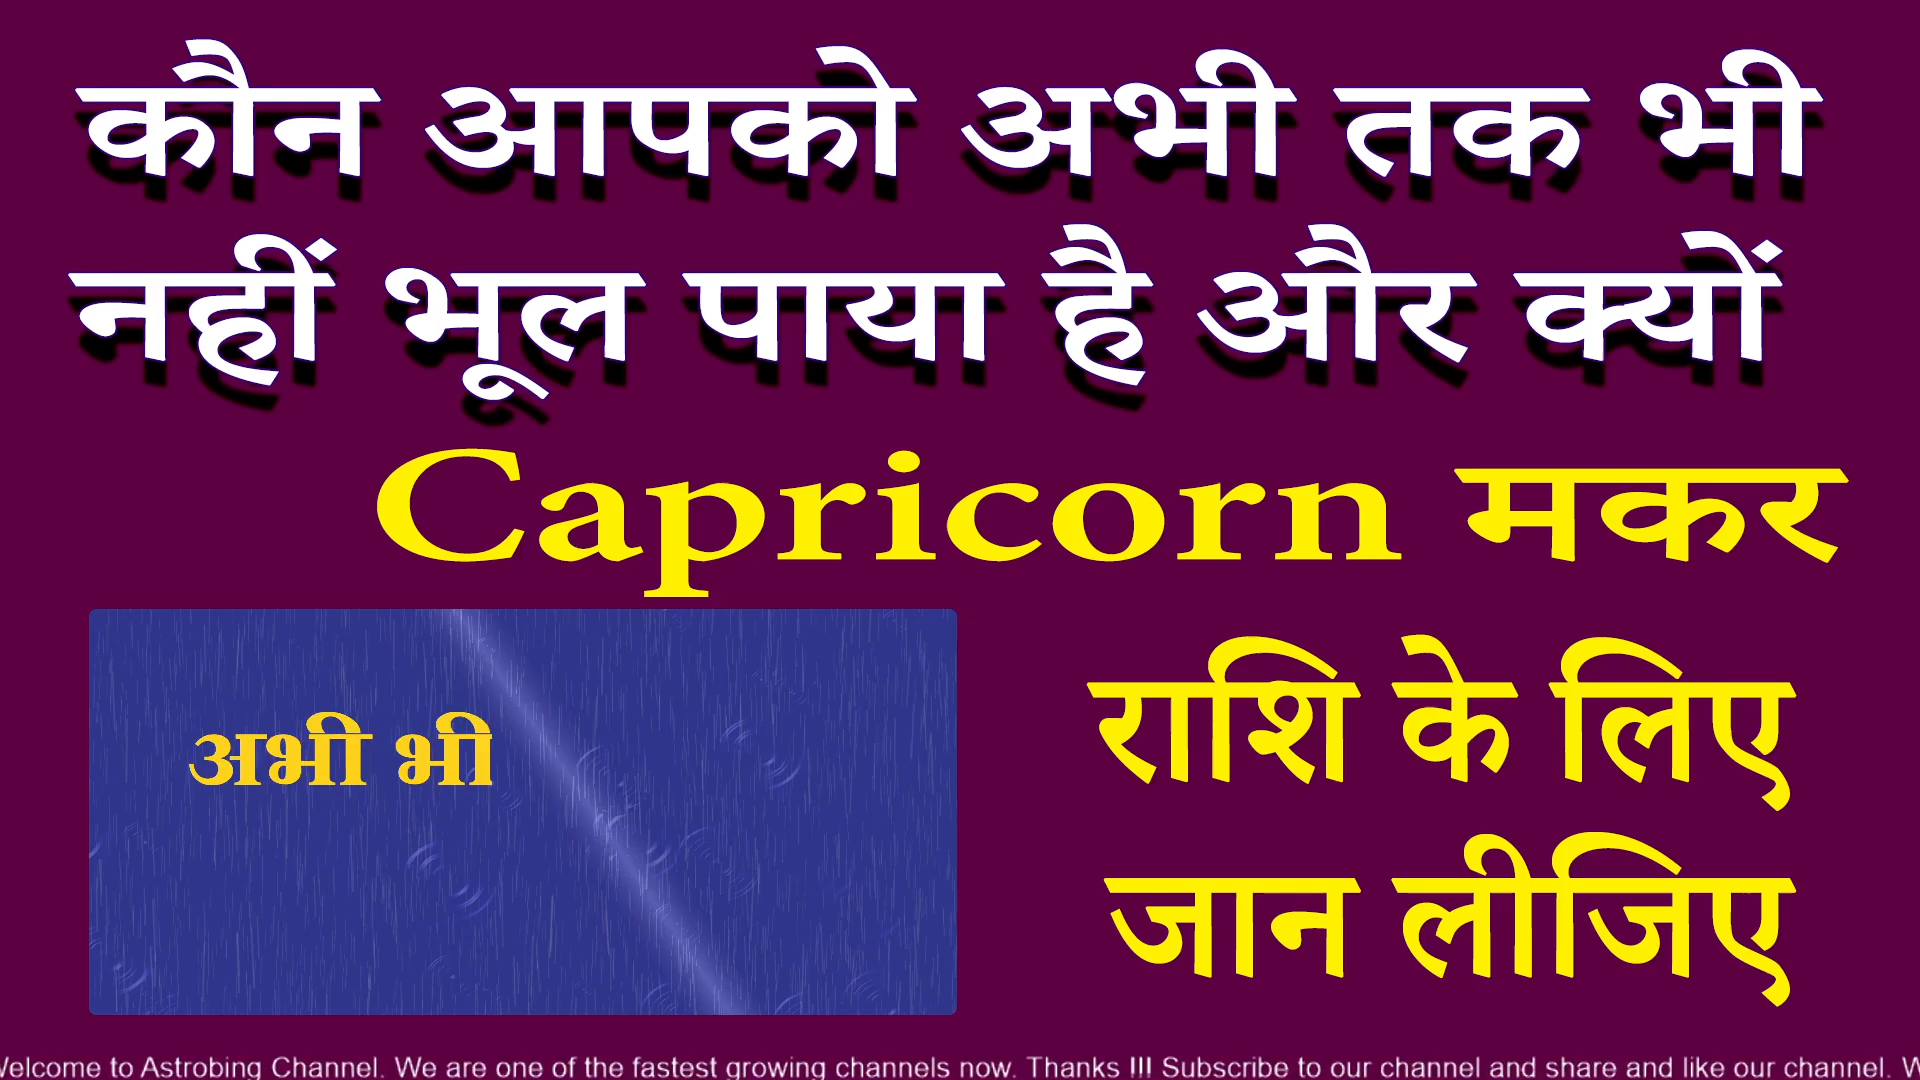 कौन आपको अभी तक भी
नहीं भूल पाया है और क्यों
Capricorn मकर
राशि के लिए
जान लीजिए
अभी भी
Welcome to Astrobing Channel. We are one of the fastest growing channels now. Thanks !!! Subscribe to our channel and share and like our channel. W